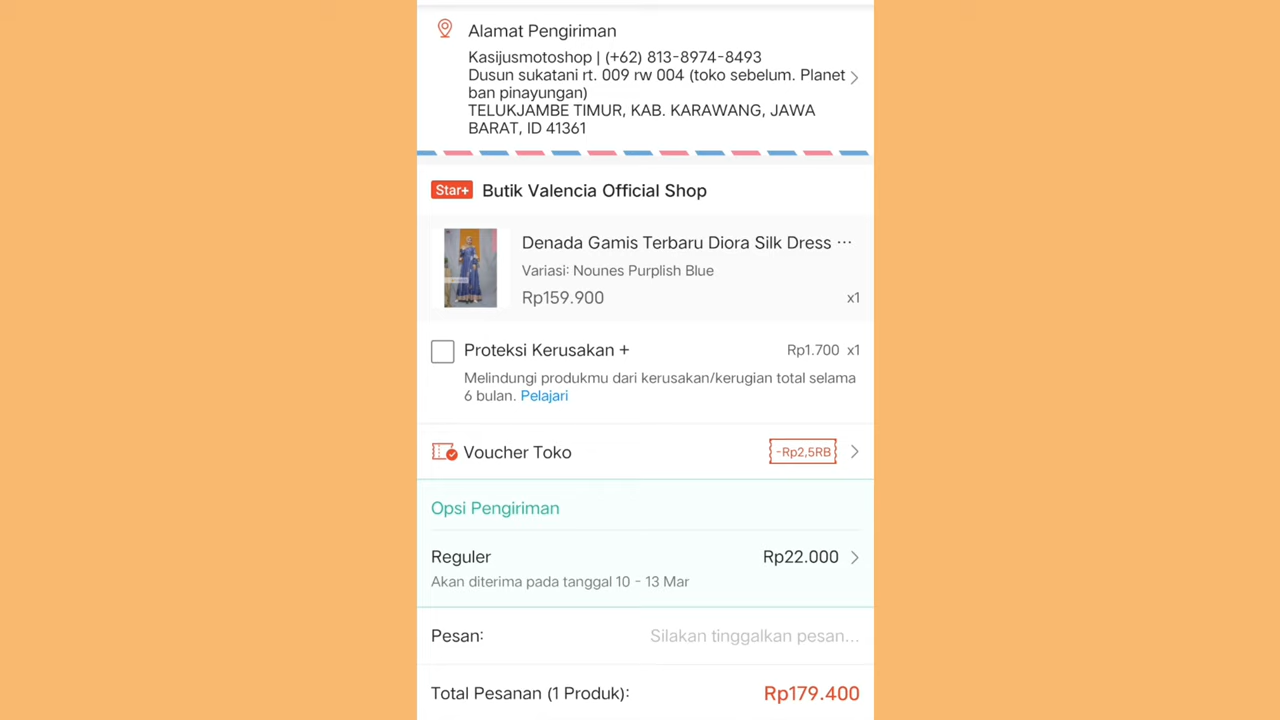 Alamat Pengiriman
Kasijusmotoshop | (+62) 813-8974-8493
Dusun sukatani rt. 009 rw 004 (toko sebelum. Planet
ban pinayungan)
TELUKJAMBE TIMUR, KAB. KARAWANG, JAWA
BARAT, ID 41361
Star+ Butik Valencia Official Shop
Denada Gamis Terbaru Diora Silk Dress ...
Variasi: Nounes Purplish Blue
Rp159.900 x1
Proteksi Kerusakan + Rp1.700 x1
Melindungi produkmu dari kerusakan/kerugian total selama
6 bulan. Pelajari
Voucher Toko -Rp2,5RB
Opsi Pengiriman
Reguler Rp22.000
Akan diterima pada tanggal 10 - 13 Mar
Pesan: Silakan tinggalkan pesan...
Total Pesanan (1 Produk): Rp179.400